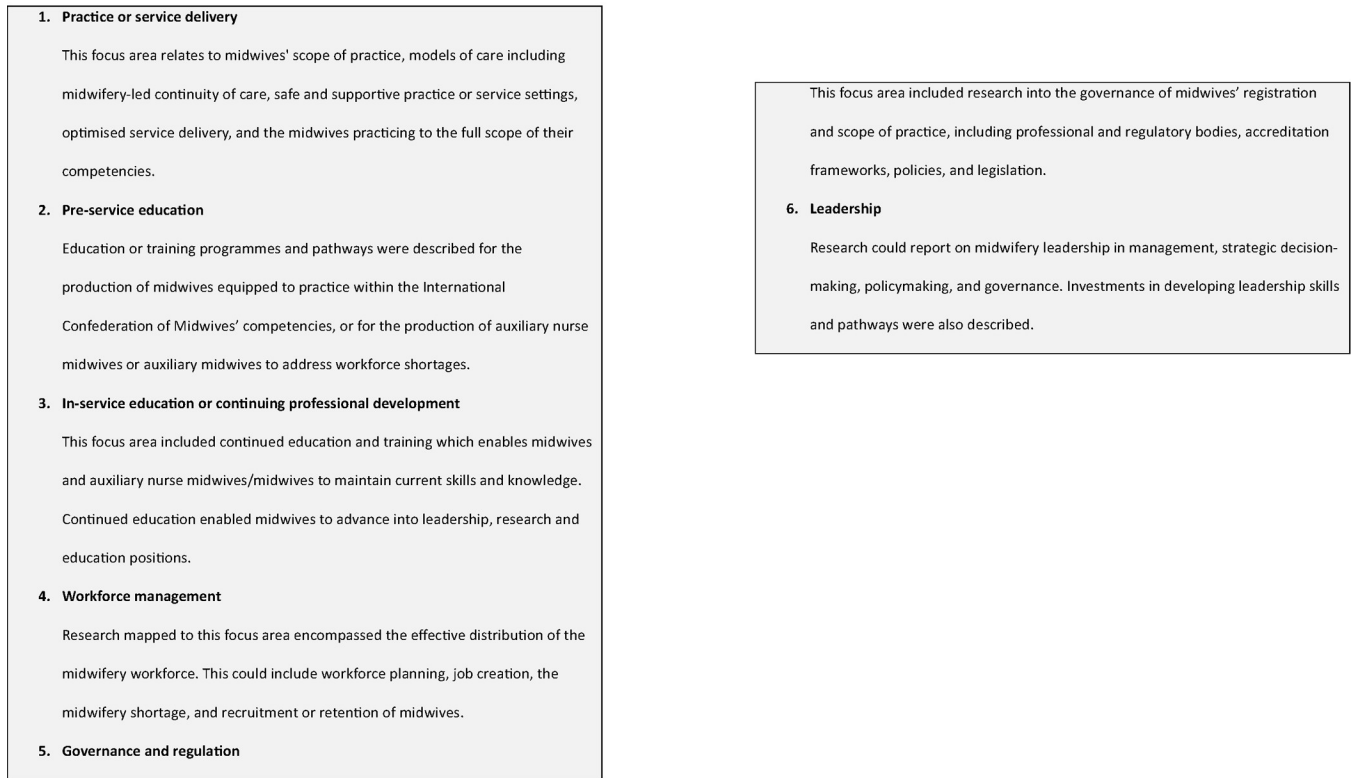 1. Practice or service delivery
This focus area relates to midwives' scope of practice, models of care including
midwifery-led continuity of care, safe and supportive practice or service settings,
optimised service delivery, and the midwives practicing to the full scope of their
competencies.
2. Pre-service education
Education or training programmes and pathways were described for the
production of midwives equipped to practice within the International
Confederation of Midwives’ competencies, or for the production of auxiliary nurse
midwives or auxiliary midwives to address workforce shortages.
3. In-service education or continuing professional development
This focus area included continued education and training which enables midwives
and auxiliary nurse midwives/midwives to maintain current skills and knowledge.
Continued education enabled midwives to advance into leadership, research and
education positions.
4. Workforce management
Research mapped to this focus area encompassed the effective distribution of the
midwifery workforce. This could include workforce planning, job creation, the
midwifery shortage, and recruitment or retention of midwives.
5. Governance and regulation
This focus area included research into the governance of midwives’ registration
and scope of practice, including professional and regulatory bodies, accreditation
frameworks, policies, and legislation.
6. Leadership
Research could report on midwifery leadership in management, strategic decision-
making, policymaking, and governance. Investments in developing leadership skills
and pathways were also described.